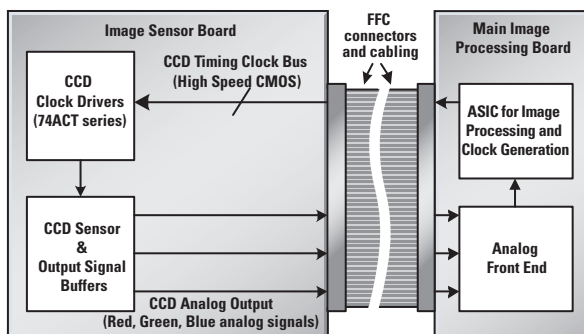 Image Sensor Board
FFC
connectors
and cabling
Main Image
Processing Board
CCD
Clock Drivers
(74ACT series)
CCD Timing Clock Bus
(High Speed CMOS)
ASIC for Image
Processing and
Clock Generation
CCD Sensor
&
Output Signal
Buffers
Analog
Front End
CCD Analog Output
(Red, Green, Blue analog signals)